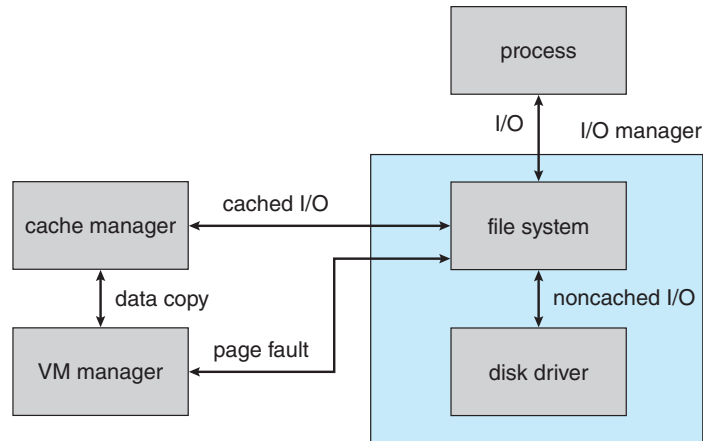 process
I/O
I/O manager
cached I/O
cache manager
file system
data copy
noncached I/O
page fault
VM manager
disk driver